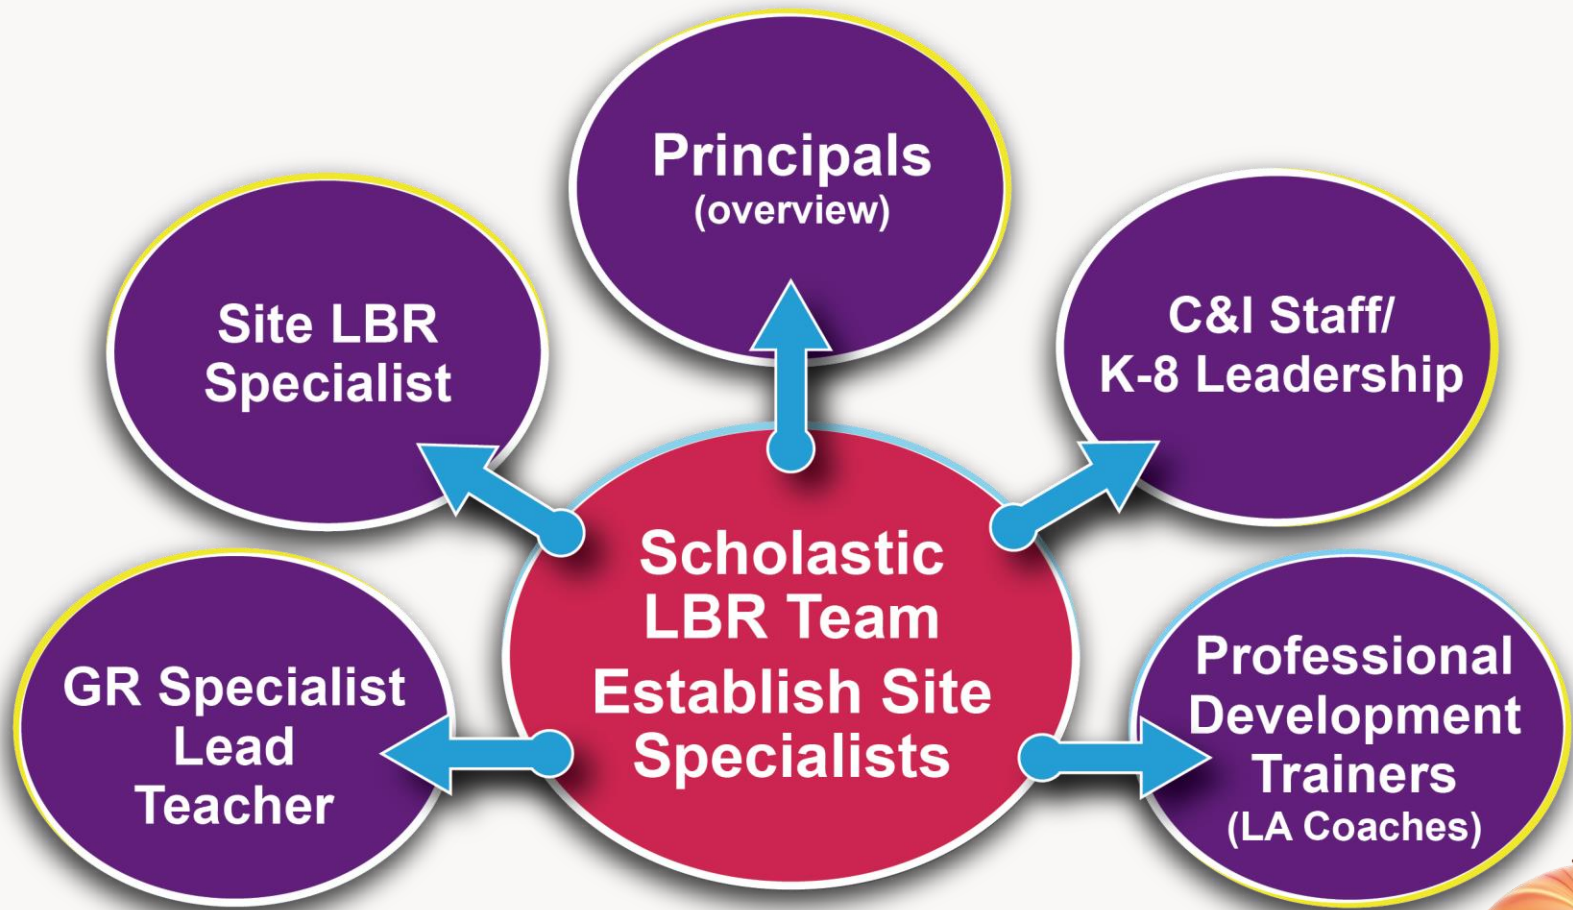 Principals
(overview)
Site LBR
Specialist
C&I Staff/
K-8 Leadership
Scholastic
LBR Team
Establish Site
Specialists
GR Specialist
Lead
Teacher
Professional
Development
Trainers
(LA Coaches)